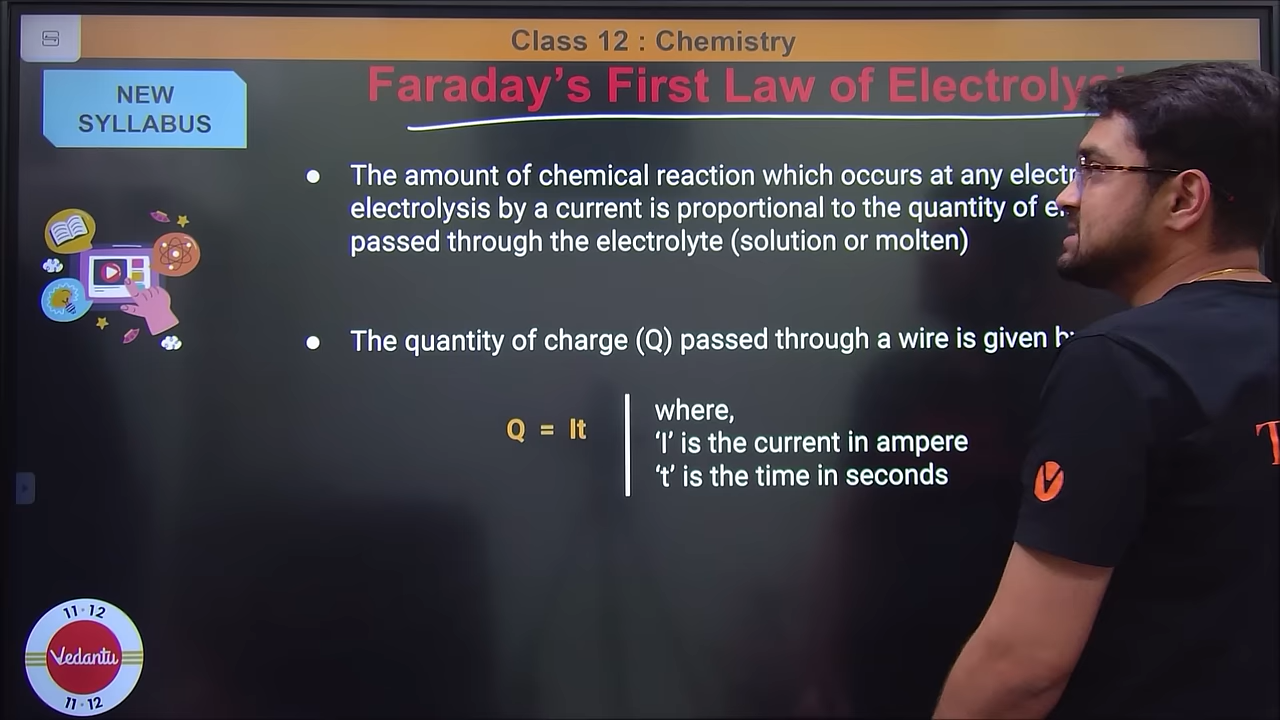 Class 12 : Chemistry
NEW
SYLLABUS
Faraday's First Law of
• The amount of chemical reaction which occurs at any
electrolysis by a current is proportional to the quantity of
passed through the electrolyte (solution or molten)
• The quantity of charge (Q) passed through a wire is given
Q = It
where,
'I' is the current in ampere
't' is the time in seconds
11·12
Vedantu
11·12